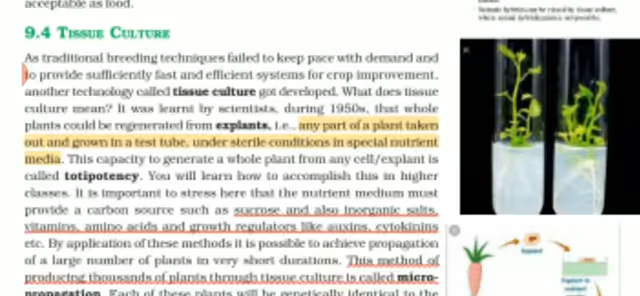 acceptable as food.
9.4 TISSUE CULTURE
As traditional breeding techniques failed to keep pace with demand and
to provide sufficiently fast and efficient systems for crop improvement,
another technology called tissue culture got developed. What does tissue
culture mean? It was learnt by scientists, during 1950s, that whole
plants could be regenerated from explants, i.e., any part of a plant taken
out and grown in a test tube, under sterile conditions in special nutrient
media. This capacity to generate a whole plant from any cell/explant is
called totipotency. You will learn how to accomplish this in higher
classes. It is important to stress here that the nutrient medium must
provide a carbon source such as sucrose and also inorganic salts,
vitamins, amino acids and growth regulators like auxins, cytokinins
etc. By application of these methods it is possible to achieve propagation
of a large number of plants in very short durations. This method of
producing thousands of plants through tissue culture is called micro-
propagation. Each of these plants will be genetically identical to the